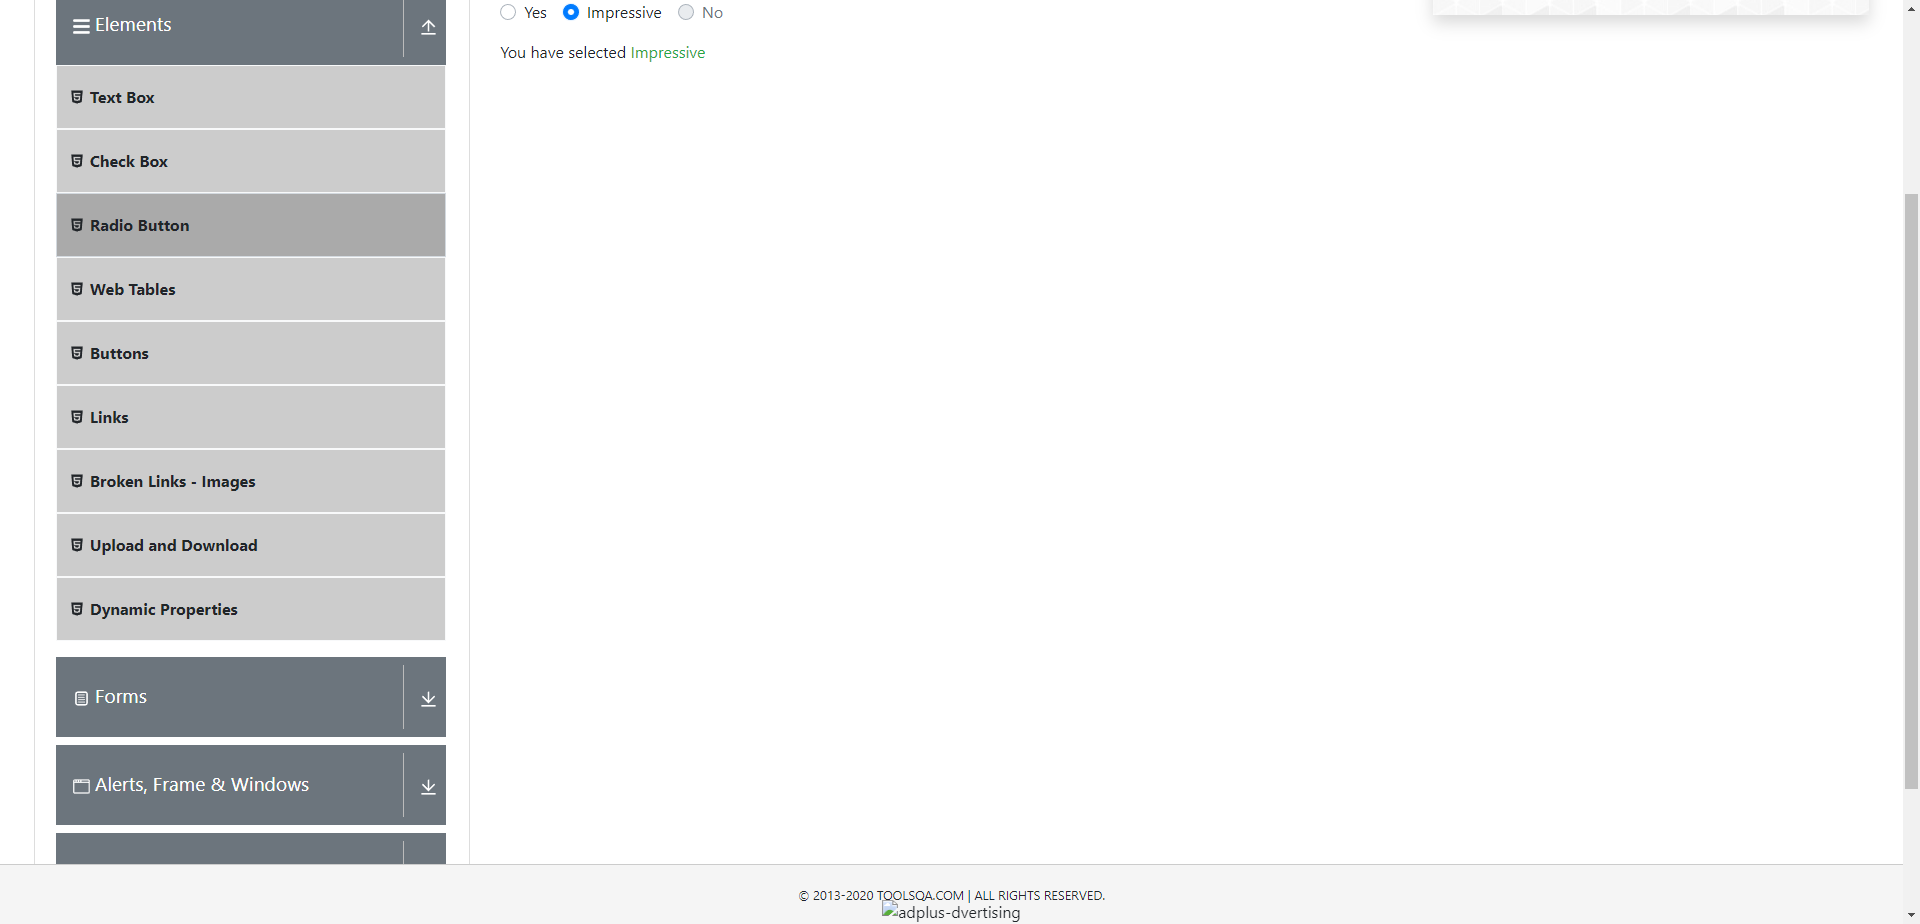 Elements
Text Box
Check Box
Radio Button
Web Tables
Buttons
Links
Broken Links - Images
Upload and Download
Dynamic Properties
Forms
Alerts, Frame & Windows
Yes Impressive No
You have selected Impressive
© 2013-2020 TOOLSQA.COM | ALL RIGHTS RESERVED.
adplus-dvertising